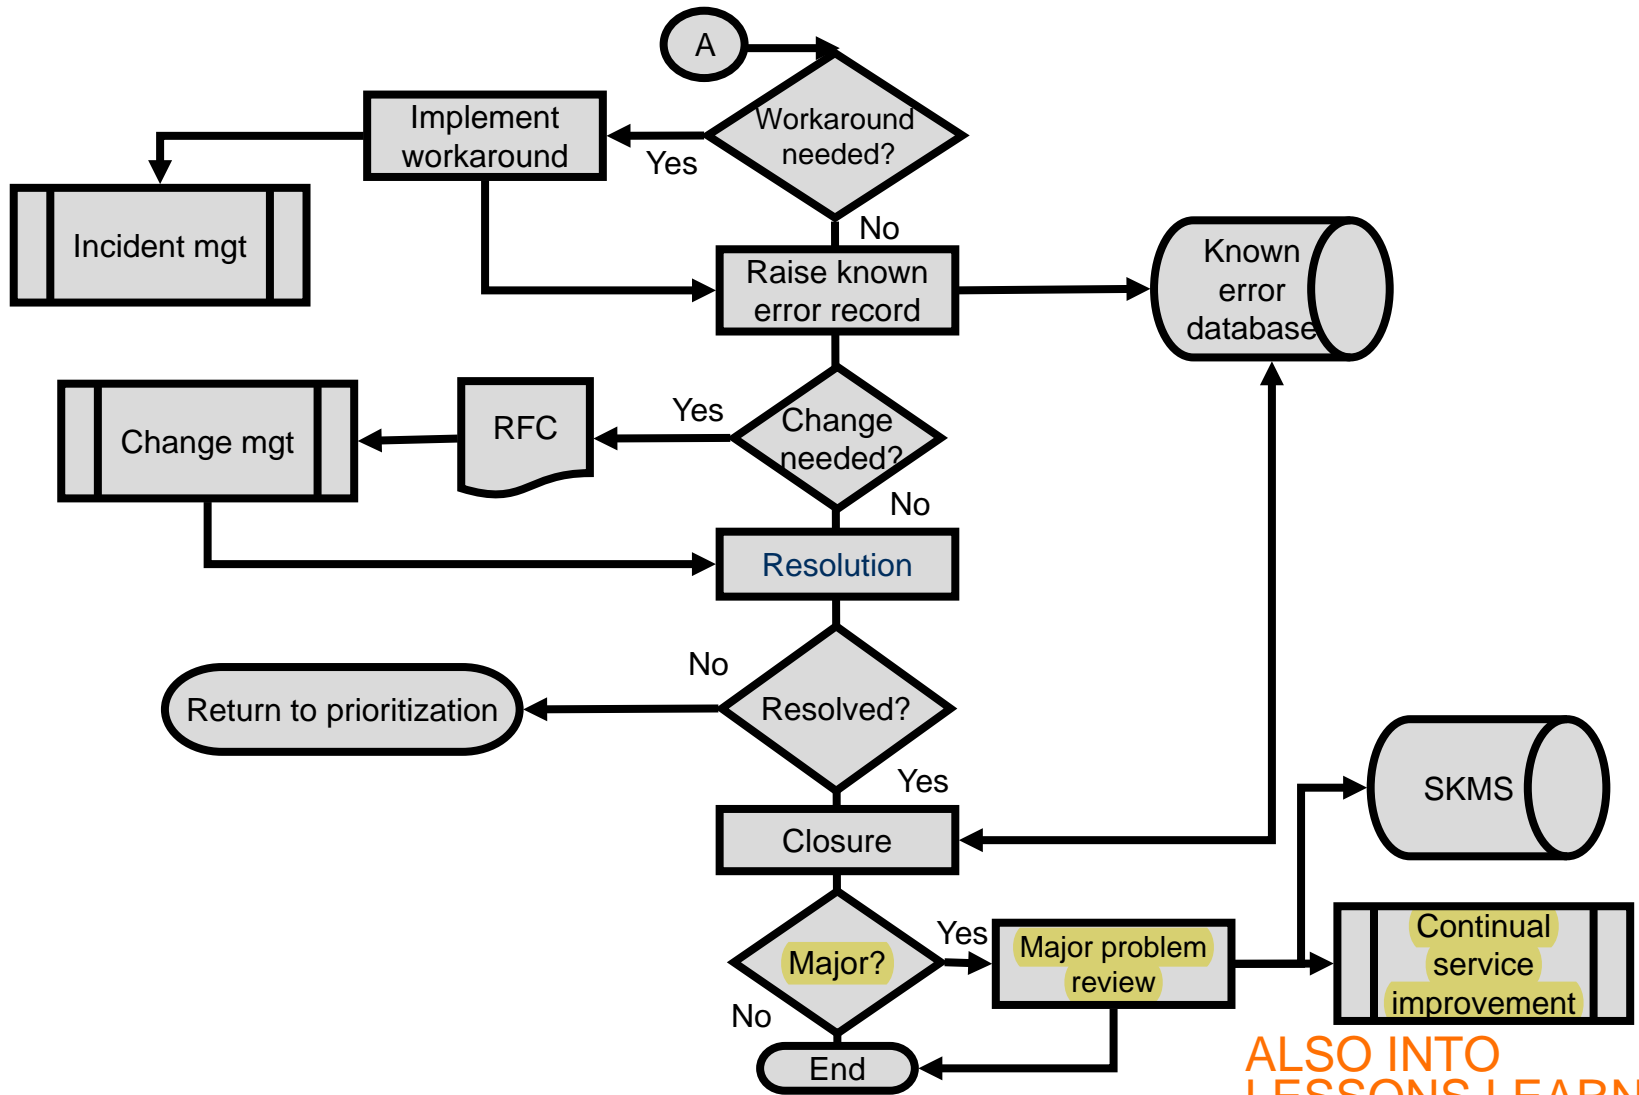 A
Workaround
needed?
Implement
workaround
Yes
Incident mgt
No
Raise known
error record
Known
error
database
Change
needed?
Yes
RFC
Change mgt
No
Resolution
Resolved?
No
Return to prioritization
Yes
Closure
SKMS
Major?
Yes
Major problem
review
Continual
service
improvement
No
End
ALSO INTO
LESSONS LEARN